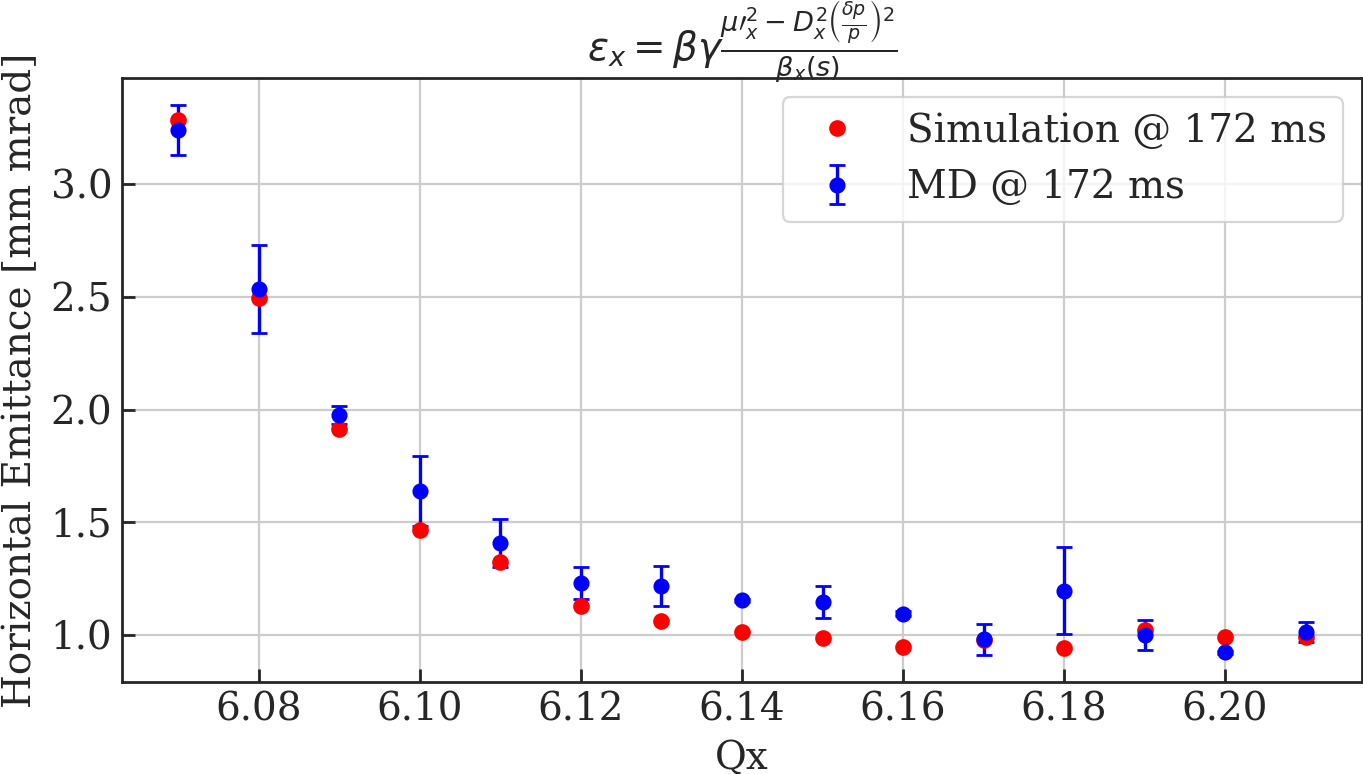 εₓ = βγ (μ′ₓ² − Dₓ²(δp/p)²) / βₓ(s)
Horizontal Emittance [mm mrad]
Simulation @ 172 ms
MD @ 172 ms
3.0
2.5
2.0
1.5
1.0
6.08 6.10 6.12 6.14 6.16 6.18 6.20
Qx